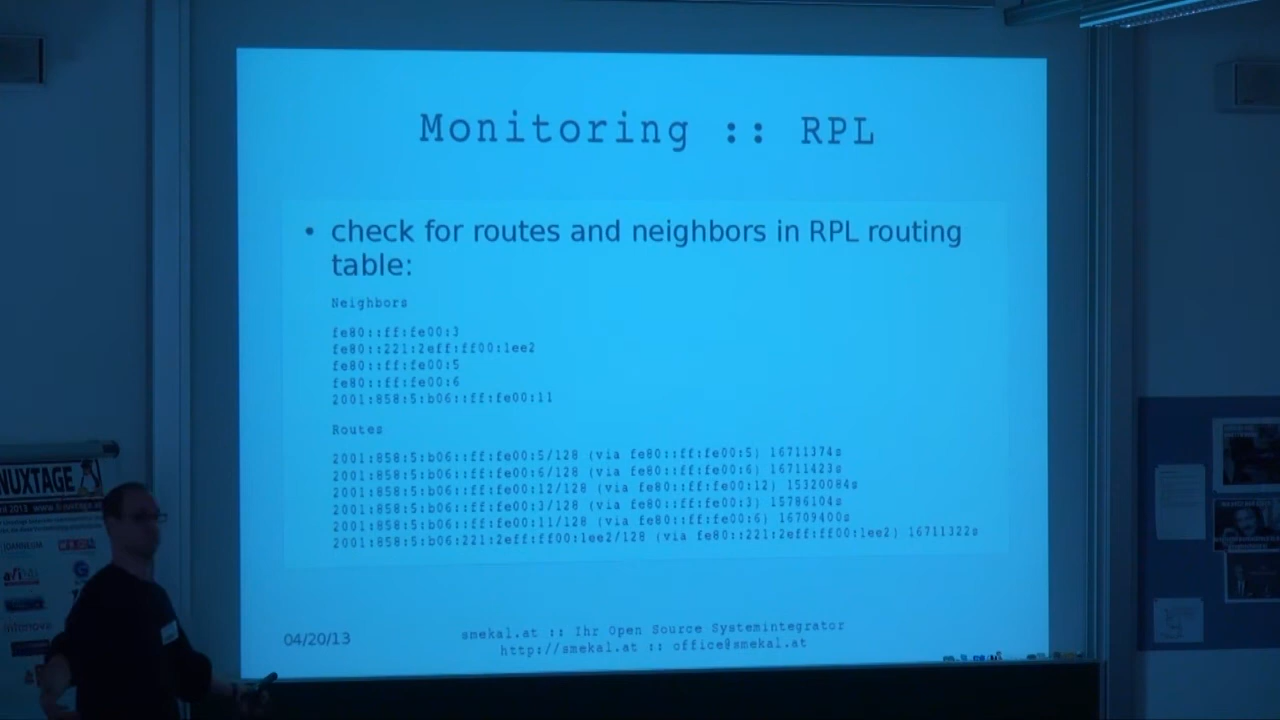 Monitoring :: RPL
• check for routes and neighbors in RPL routing
table:
Neighbors
fe80::ff:fe00:3
fe80::221:2eff:ff00:1ee2
fe80::ff:fe00:5
fe80::ff:fe00:6
2001:858:5:b06::ff:fe00:11
Routes
2001:858:5:b06::ff:fe00:5/128 (via fe80::ff:fe00:5) 16711374s
2001:858:5:b06::ff:fe00:6/128 (via fe80::ff:fe00:6) 16711423s
2001:858:5:b06::ff:fe00:12/128 (via fe80::ff:fe00:12) 15320084s
2001:858:5:b06::ff:fe00:3/128 (via fe80::ff:fe00:3) 15786104s
2001:858:5:b06::ff:fe00:11/128 (via fe80::ff:fe00:6) 16709400s
2001:858:5:b06:221:2eff:ff00:1ee2/128 (via fe80::221:2eff:ff00:1ee2) 16711322s
04/20/13
smekal.at :: Ihr Open Source Systemintegrator
http://smekal.at :: office@smekal.at
NUXTAGE